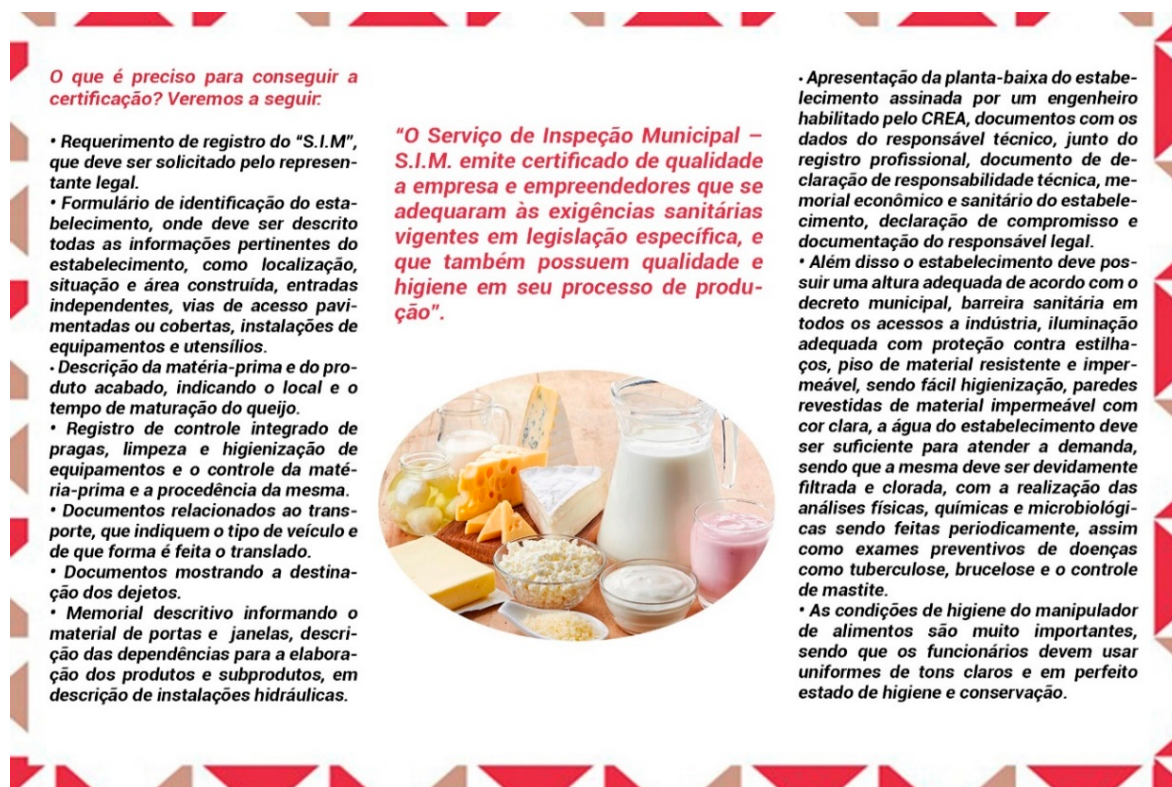 O que é preciso para conseguir a
certificação? Veremos a seguir:
• Requerimento de registro do “S.I.M”,
que deve ser solicitado pelo represen-
tante legal.
• Formulário de identificação do esta-
belecimento, onde deve ser descrito
todas as informações pertinentes do
estabelecimento, como localização,
situação e área construída, entradas
independentes, vias de acesso pavi-
mentadas ou cobertas, instalações de
equipamentos e utensílios.
• Descrição da matéria-prima e do pro-
duto acabado, indicando o local e o
tempo de maturação do queijo.
• Registro de controle integrado de
pragas, limpeza e higienização de
equipamentos e o controle da maté-
ria-prima e a procedência da mesma.
• Documentos relacionados ao trans-
porte, que indiquem o tipo de veículo e
de que forma é feita o translado.
• Documentos mostrando a destina-
ção dos dejetos.
• Memorial descritivo informando o
material de portas e janelas, descri-
ção das dependências para a elabora-
ção dos produtos e subprodutos, em
descrição de instalações hidráulicas.
“O Serviço de Inspeção Municipal –
S.I.M. emite certificado de qualidade
a empresa e empreendedores que se
adequaram às exigências sanitárias
vigentes em legislação específica, e
que também possuem qualidade e
higiene em seu processo de produ-
ção”.
• Apresentação da planta-baixa do estabe-
lecimento assinada por um engenheiro
habilitado pelo CREA, documentos com os
dados do responsável técnico, junto do
registro profissional, documento de de-
claração de responsabilidade técnica, me-
morial econômico e sanitário do estabele-
cimento, declaração de compromisso e
documentação do responsável legal.
• Além disso o estabelecimento deve pos-
suir uma altura adequada de acordo com o
decreto municipal, barreira sanitária em
todos os acessos a indústria, iluminação
adequada com proteção contra estilha-
ços, piso de material resistente e imper-
meável, sendo fácil higienização, paredes
revestidas de material impermeável com
cor clara, a água do estabelecimento deve
ser suficiente para atender a demanda,
sendo que a mesma deve ser devidamente
filtrada e clorada, com a realização das
análises físicas, químicas e microbiológi-
cas sendo feitas periodicamente, assim
como exames preventivos de doenças
como tuberculose, brucelose e o controle
de mastite.
• As condições de higiene do manipulador
de alimentos são muito importantes,
sendo que os funcionários devem usar
uniformes de tons claros e em perfeito
estado de higiene e conservação.